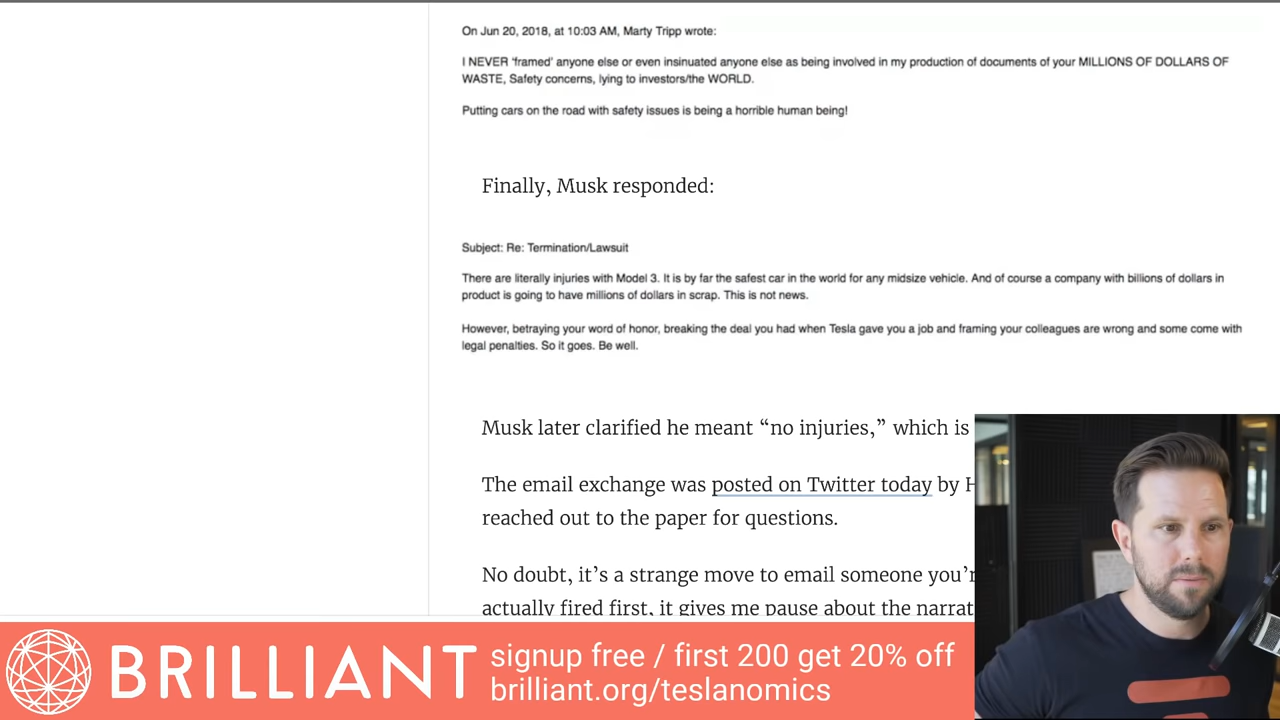 On Jun 20, 2018, at 10:03 AM, Marty Tripp wrote:
I NEVER 'framed' anyone else or even insinuated anyone else as being involved in my production of documents of your MILLIONS OF DOLLARS OF
WASTE, Safety concerns, lying to investors/the WORLD.
Putting cars on the road with safety issues is being a horrible human being!
Finally, Musk responded:
Subject: Re: Termination/Lawsuit
There are literally injuries with Model 3. It is by far the safest car in the world for any midsize vehicle. And of course a company with billions of dollars in
product is going to have millions of dollars in scrap. This is not news.
However, betraying your word of honor, breaking the deal you had when Tesla gave you a job and framing your colleagues are wrong and some come with
legal penalties. So it goes. Be well.
Musk later clarified he meant “no injuries,” which is
The email exchange was posted on Twitter today by H
reached out to the paper for questions.
No doubt, it’s a strange move to email someone you’r
actually fired first, it gives me pause about the narrat
BRILLIANT
signup free / first 200 get 20% off
brilliant.org/teslanomics